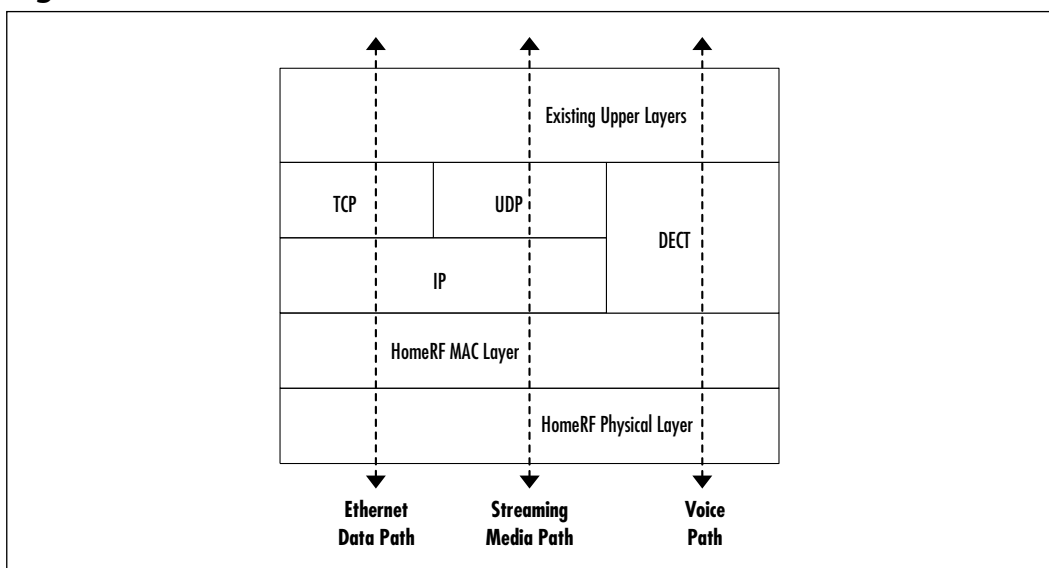 Existing Upper Layers
TCP
UDP
DECT
IP
HomeRF MAC Layer
HomeRF Physical Layer
Ethernet
Data Path
Streaming
Media Path
Voice
Path